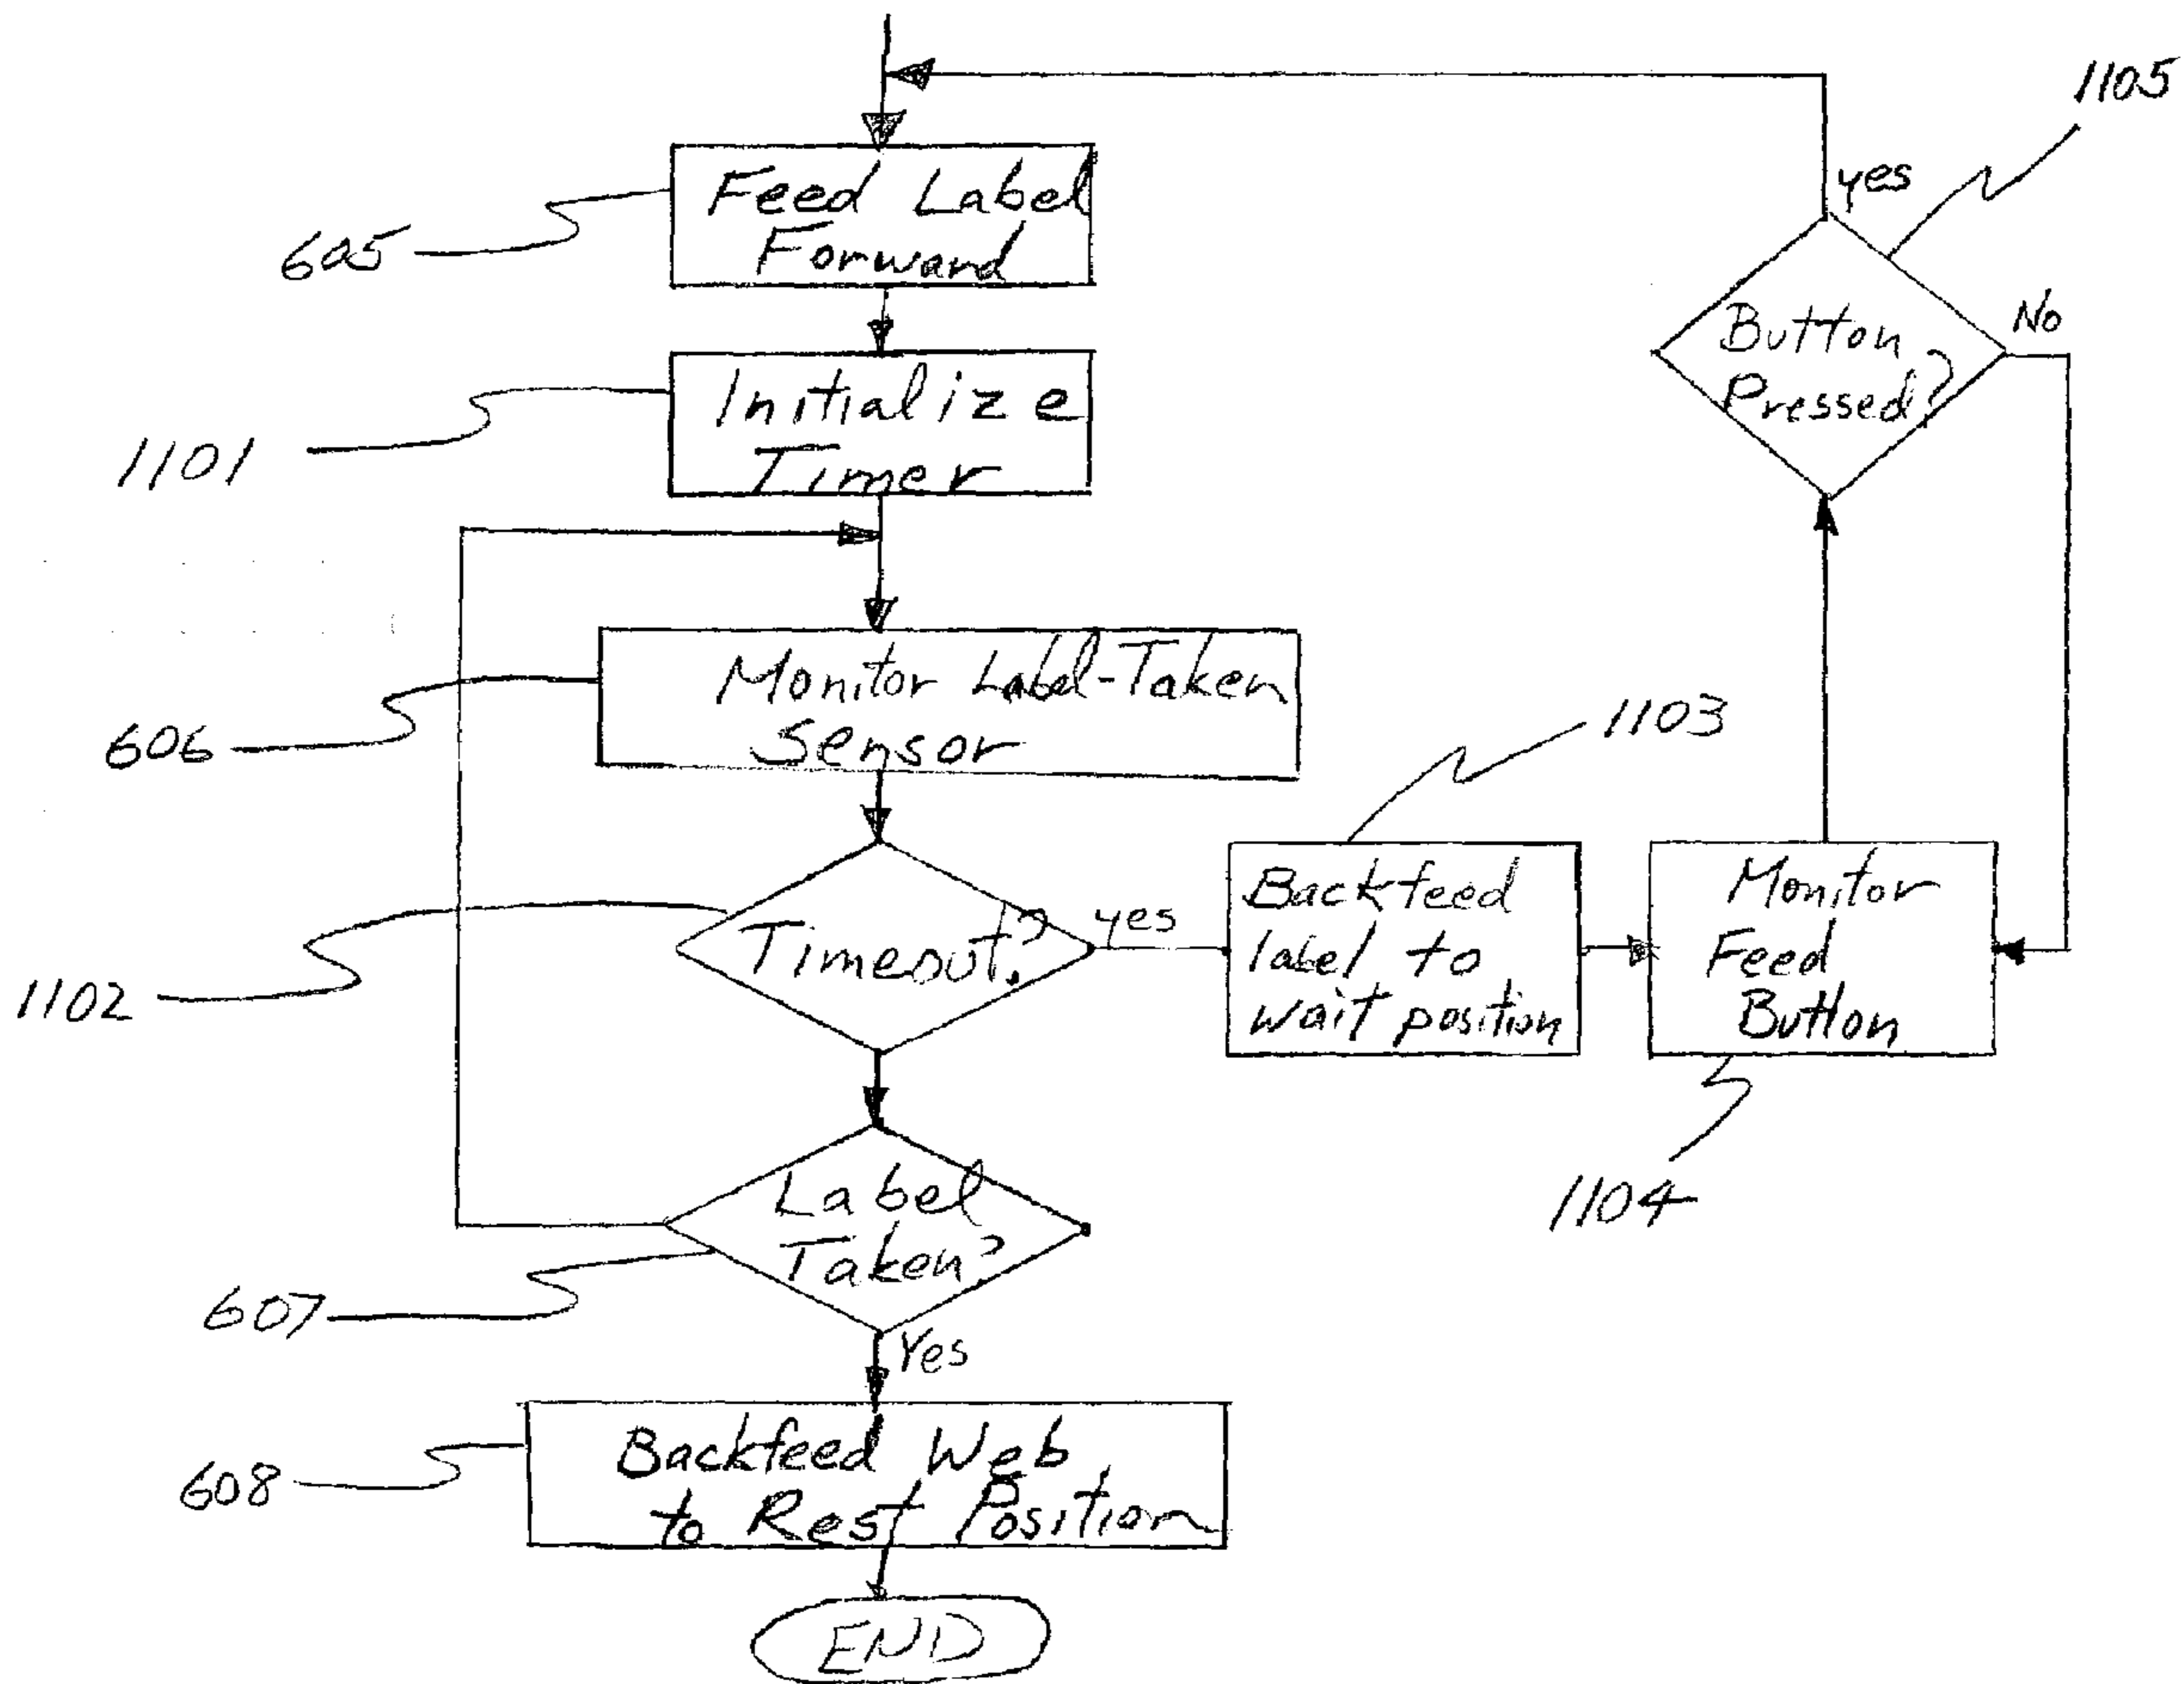 1105
Feed Label
Forward
605
yes
Button
Pressed?
No
Initialize
Timer
1101
Monitor Label-Taken
Sensor
606
1103
Timeout?
yes
1102
Backfeed
label to
wait position
Monitor
Feed
Button
1104
Label
Taken?
607
Yes
Backfeed Web
to Rest Position
608
END